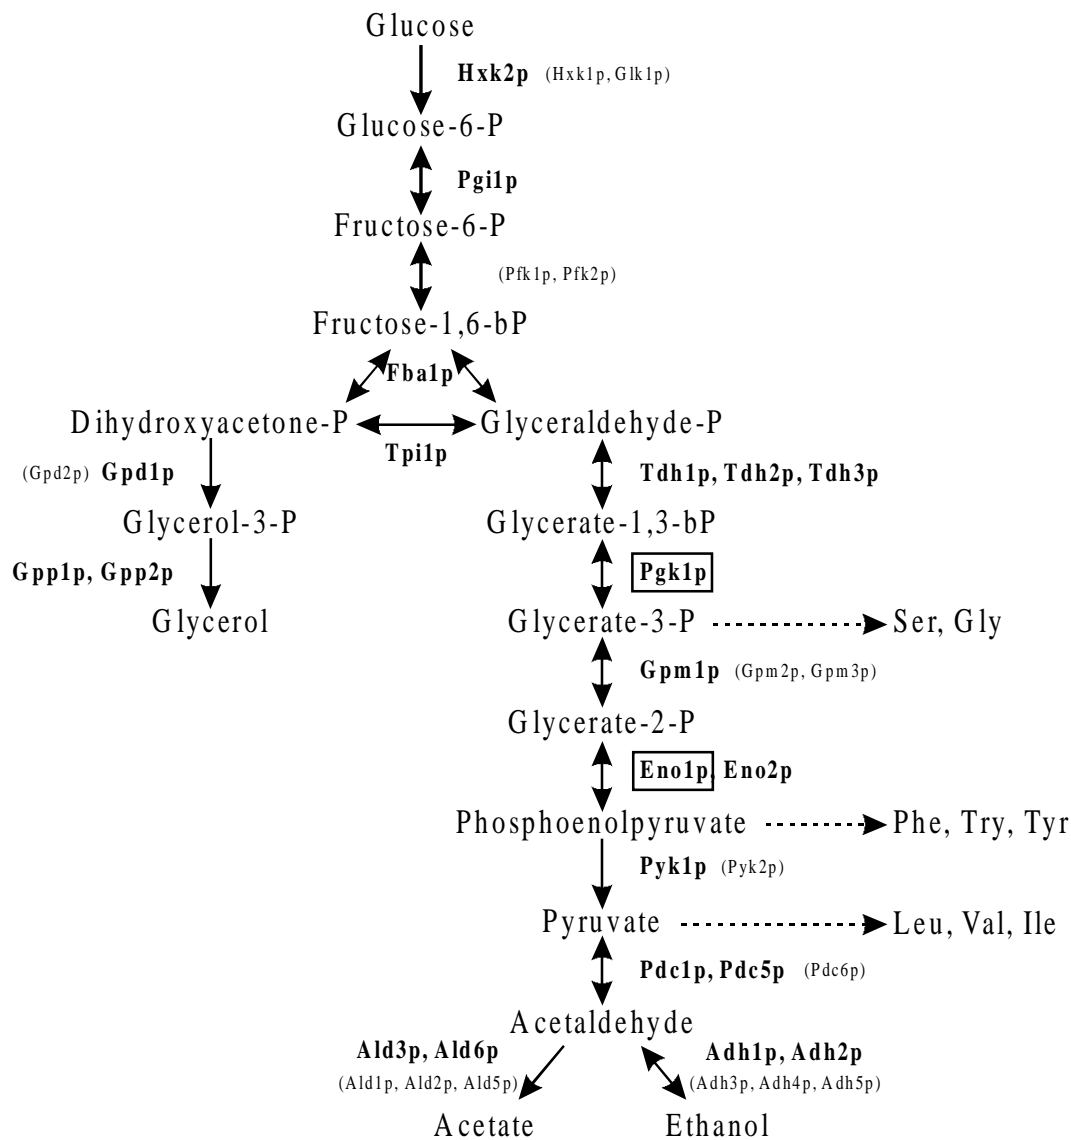 Glucose
Hxk2p (Hxk1p, Glk1p)
Glucose-6-P
Pgi1p
Fructose-6-P
(Pfk1p, Pfk2p)
Fructose-1,6-bP
Fba1p
Dihydroxyacetone-P Glyceraldehyde-P
Tpi1p
(Gpd2p) Gpd1p Tdh1p, Tdh2p, Tdh3p
Glycerol-3-P Glycerate-1,3-bP
Gpp1p, Gpp2p Pgk1p
Glycerol Glycerate-3-P Ser, Gly
Gpm1p (Gpm2p, Gpm3p)
Glycerate-2-P
Eno1p, Eno2p
Phosphoenolpyruvate Phe, Try, Tyr
Pyk1p (Pyk2p)
Pyruvate Leu, Val, Ile
Pdc1p, Pdc5p (Pdc6p)
Acetaldehyde
Ald3p, Ald6p Adh1p, Adh2p
(Ald1p, Ald2p, Ald5p) (Adh3p, Adh4p, Adh5p)
Acetate Ethanol